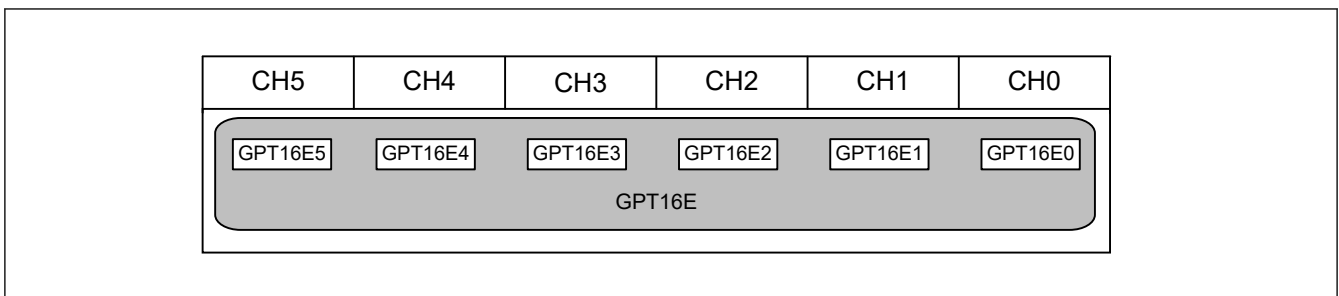 CH5 CH4 CH3 CH2 CH1 CH0
GPT16E5 GPT16E4 GPT16E3 GPT16E2 GPT16E1 GPT16E0
GPT16E